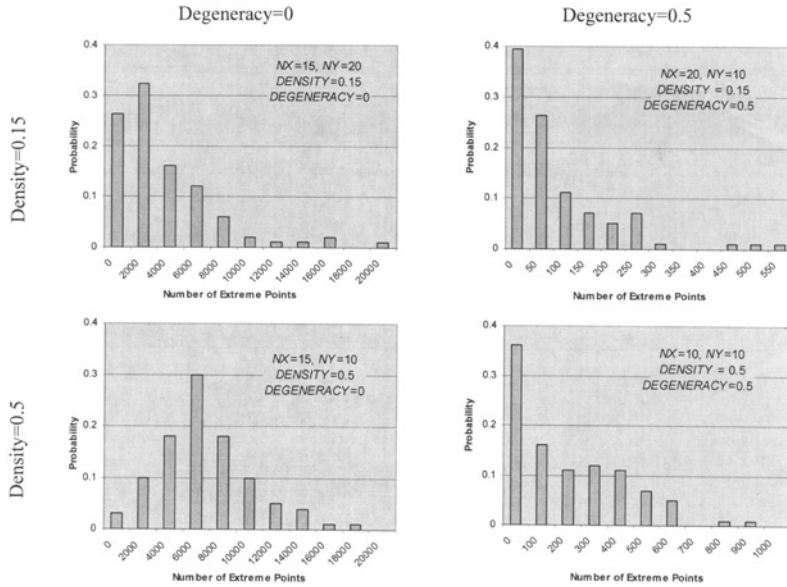 Degeneracy=0
Degeneracy=0.5
Density=0.15
Density=0.5
0.4
0.3
0.2
0.1
0
Probability
NX=15, NY=20
DENSITY=0.15
DEGENERACY=0
0
2000
4000
6000
8000
10000
12000
14000
16000
18000
20000
Number of Extreme Points
0.4
0.3
0.2
0.1
0
Probability
NX=20, NY=10
DENSITY = 0.15
DEGENERACY=0.5
0
50
100
150
200
250
300
350
400
450
500
550
Number of Extreme Points
0.4
0.3
0.2
0.1
0
Probability
NX=15, NY=10
DENSITY=0.5
DEGENERACY=0
0
2000
4000
6000
8000
10000
12000
14000
16000
18000
20000
Number of Extreme Points
0.4
0.3
0.2
0.1
0
Probability
NX=10, NY=10
DENSITY = 0.5
DEGENERACY=0.5
0
100
200
300
400
500
600
700
800
900
1000
Number of Extreme Points